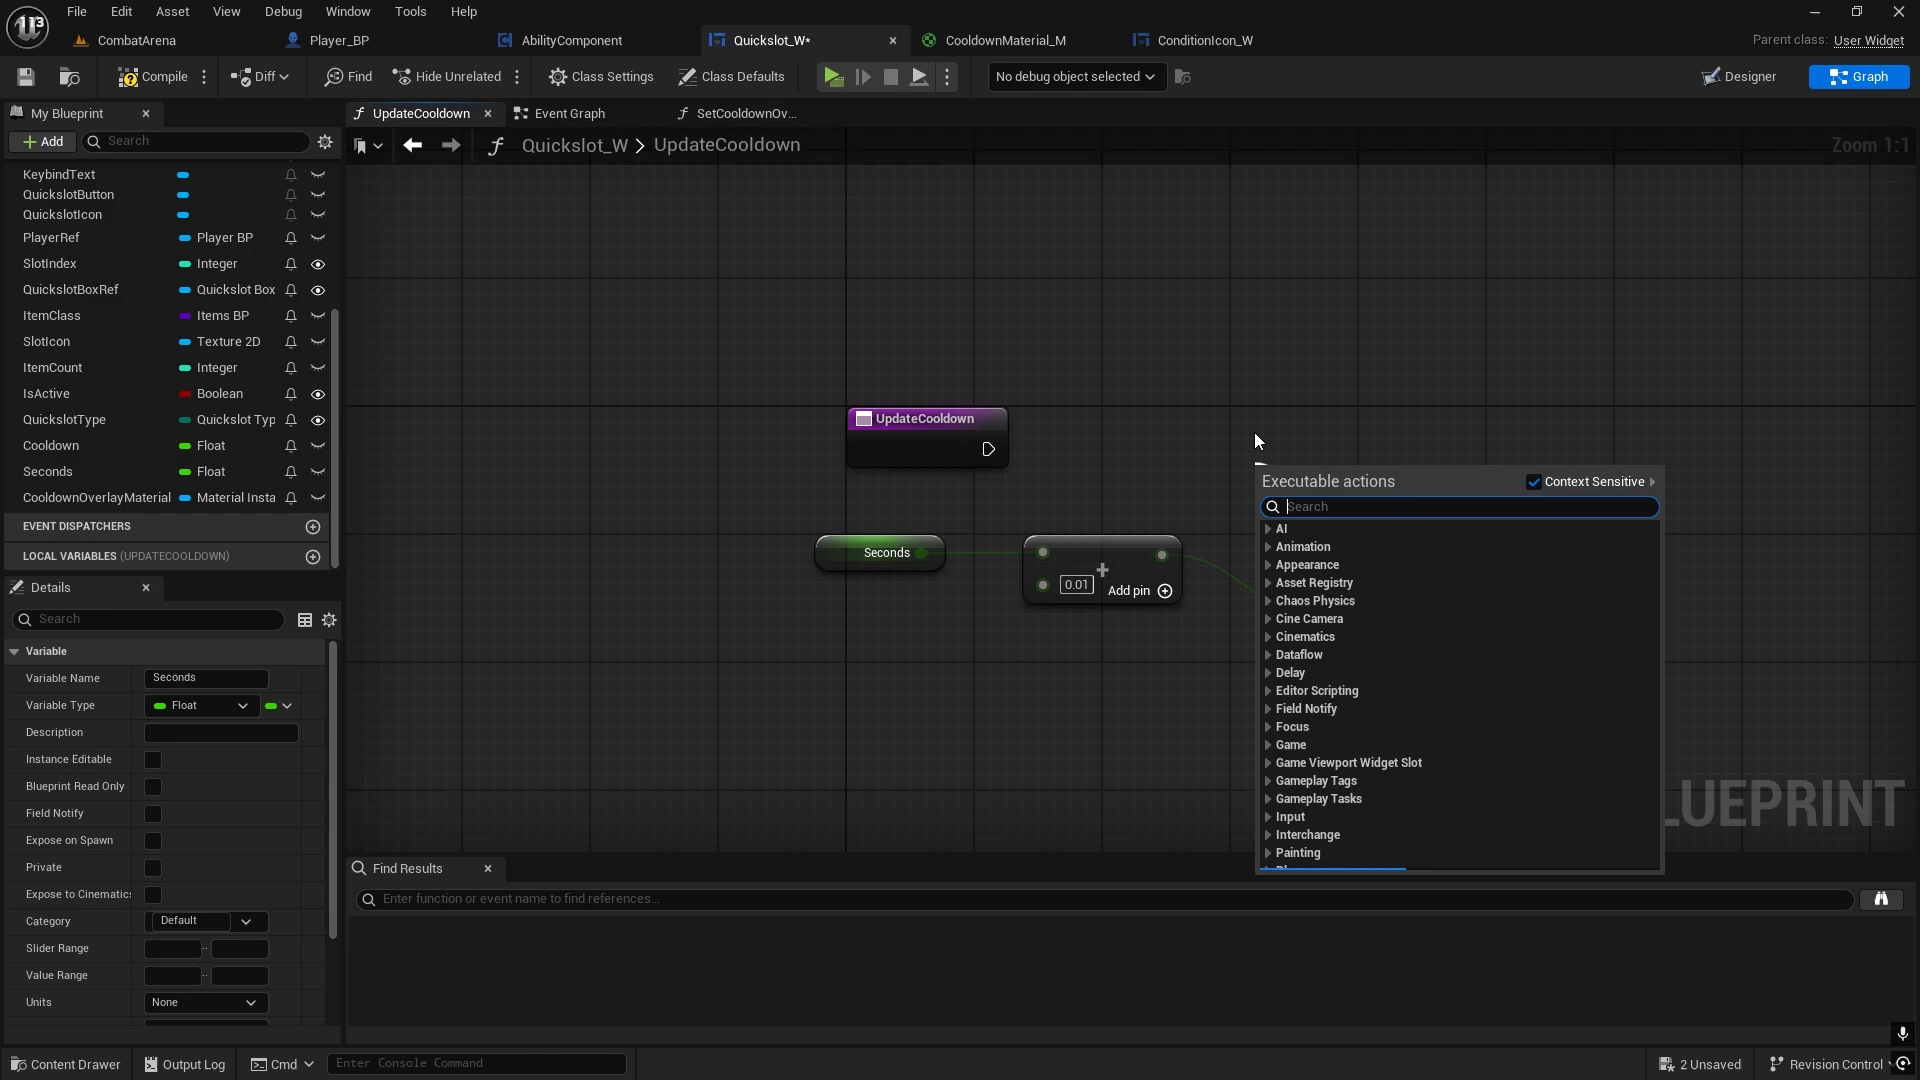 File Edit Asset View Debug Window Tools Help
CombatArena Player_BP AbilityComponent Quickslot_W* CooldownMaterial_M ConditionIcon_W Parent class: User Widget
Compile Diff Find Hide Unrelated Class Settings Class Defaults No debug object selected Designer Graph
My Blueprint UpdateCooldown Event Graph SetCooldownOv...
Add Search Quickslot_W > UpdateCooldown Zoom 1:1
KeybindText
QuickslotButton
QuickslotIcon
PlayerRef Player BP
SlotIndex Integer
QuickslotBoxRef Quickslot Box
ItemClass Items BP
SlotIcon Texture 2D
ItemCount Integer
IsActive Boolean
QuickslotType Quickslot Typ
Cooldown Float
Seconds Float
CooldownOverlayMaterial Material Insta
EVENT DISPATCHERS
LOCAL VARIABLES (UPDATECOOLDOWN)
Details
Search
Variable
Variable Name Seconds
Variable Type Float
Description
Instance Editable
Blueprint Read Only
Field Notify
Expose on Spawn
Private
Expose to Cinematics
Category Default
Slider Range
Value Range
Units None
UpdateCooldown
Seconds
0.01
Add pin
Executable actions Context Sensitive
Search
AI
Animation
Appearance
Asset Registry
Chaos Physics
Cine Camera
Cinematics
Dataflow
Delay
Editor Scripting
Field Notify
Focus
Game
Game Viewport Widget Slot
Gameplay Tags
Gameplay Tasks
Input
Interchange
Painting
LUEPRINT
Find Results
Enter function or event name to find references...
Content Drawer Output Log Cmd Enter Console Command 2 Unsaved Revision Control